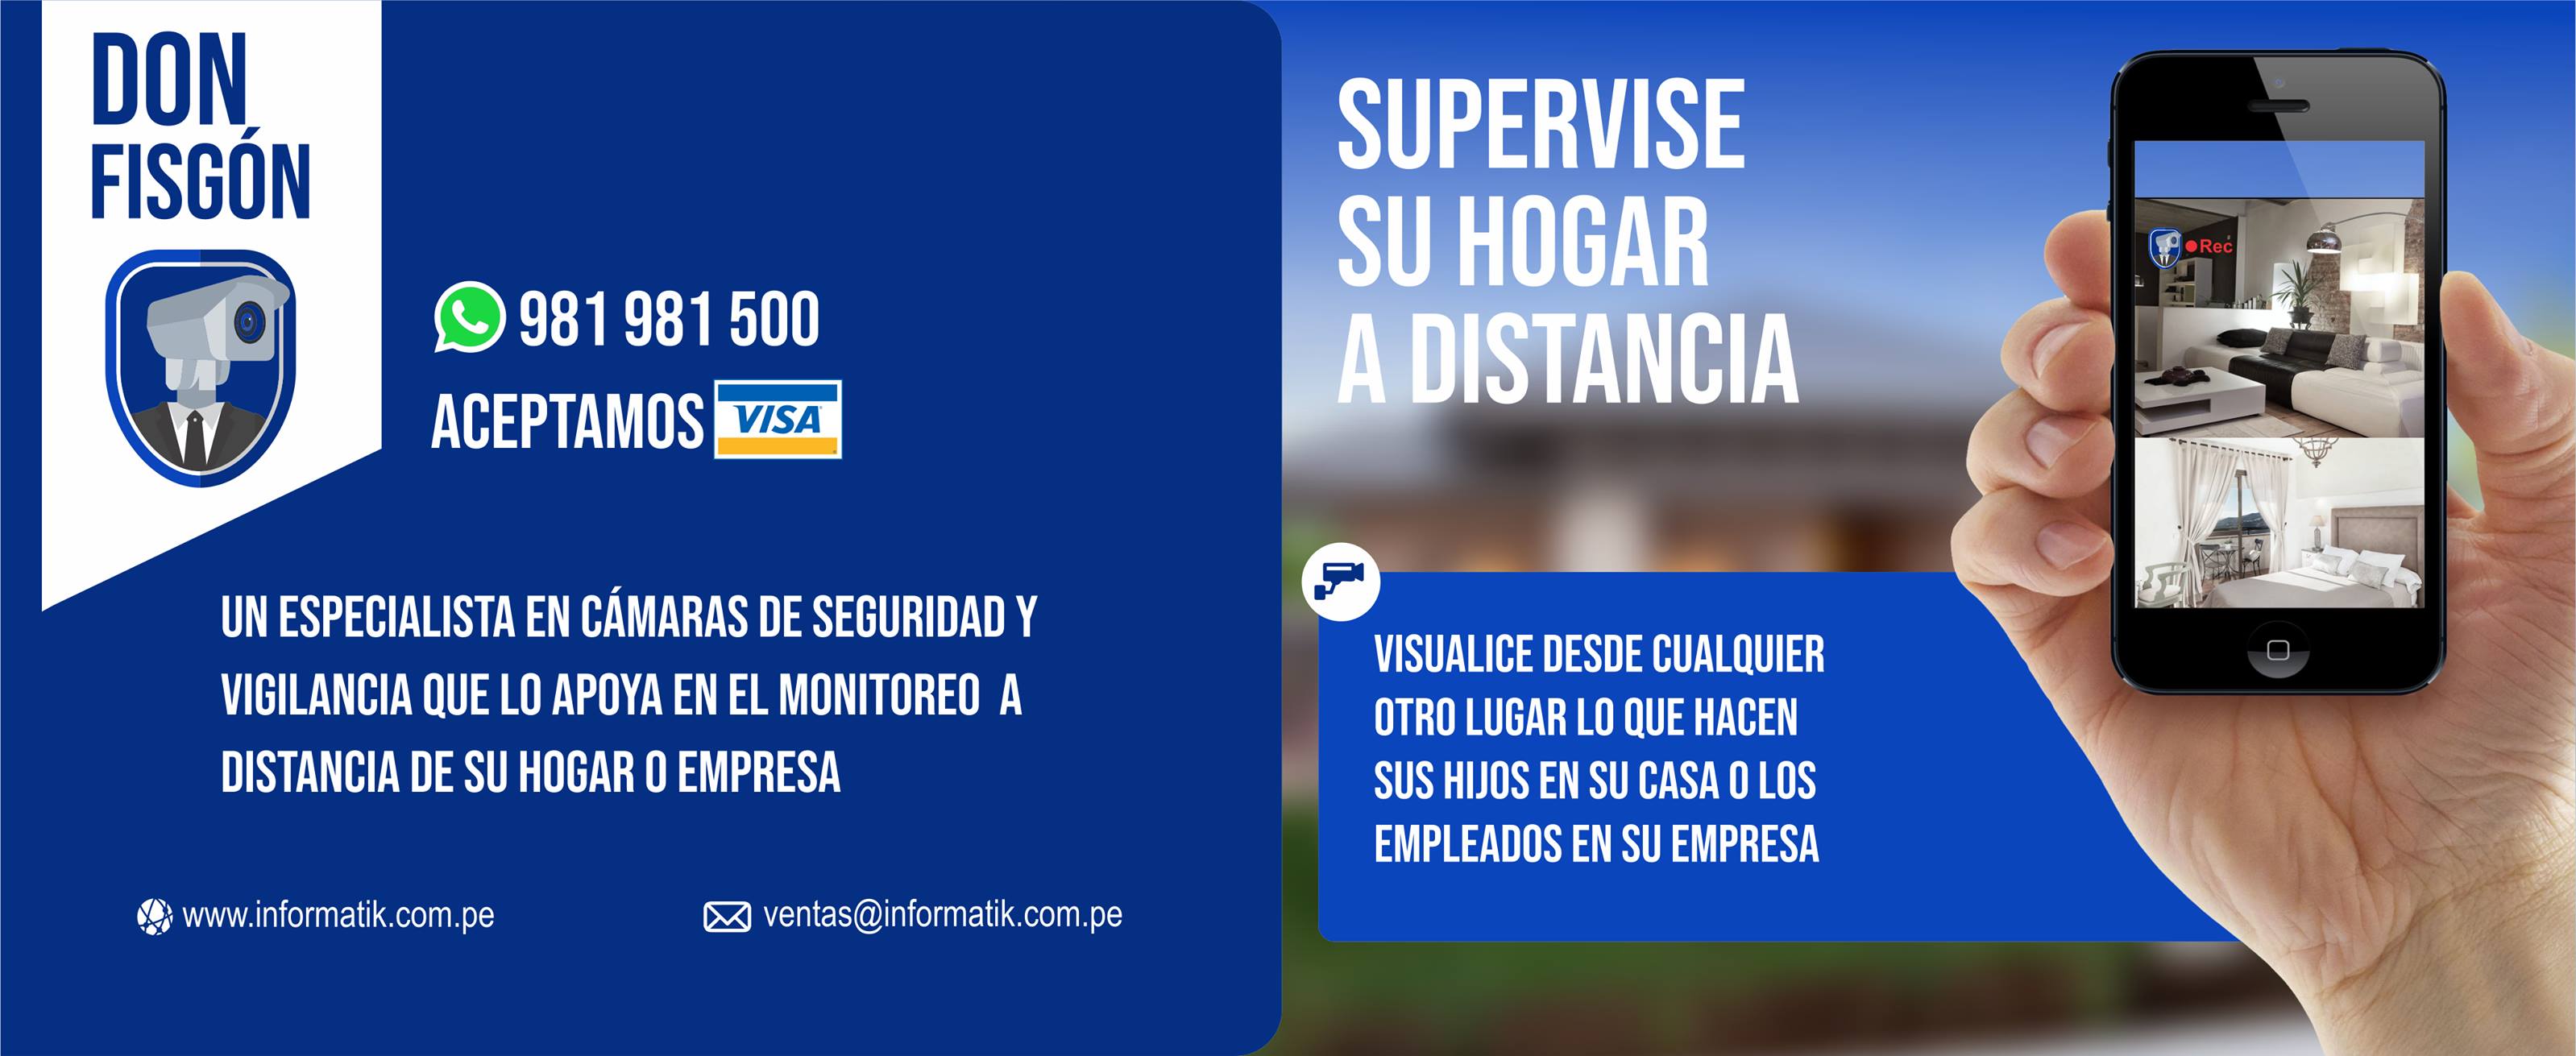 DON
FISGÓN
981 981 500
ACEPTAMOS VISA
UN ESPECIALISTA EN CÁMARAS DE SEGURIDAD Y
VIGILANCIA QUE LO APOYA EN EL MONITOREO A
DISTANCIA DE SU HOGAR O EMPRESA
www.informatik.com.pe
ventas@informatik.com.pe
SUPERVISE
SU HOGAR
A DISTANCIA
Rec
VISUALICE DESDE CUALQUIER
OTRO LUGAR LO QUE HACEN
SUS HIJOS EN SU CASA O LOS
EMPLEADOS EN SU EMPRESA